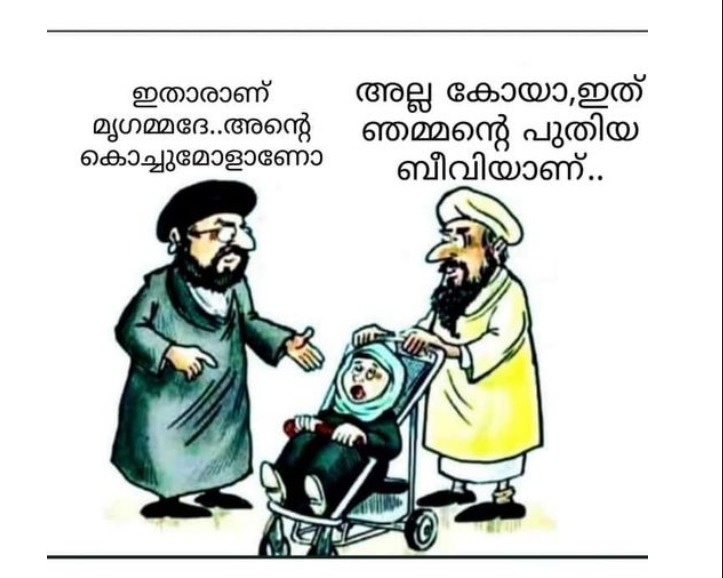 ഇതാരാണ്
മൃഗമ്മദേ..അന്റെ
കൊച്ചുമോളാണോ
അല്ല കോയാ,ഇത്
ഞമ്മന്റെ പുതിയ
ബീവിയാണ്..